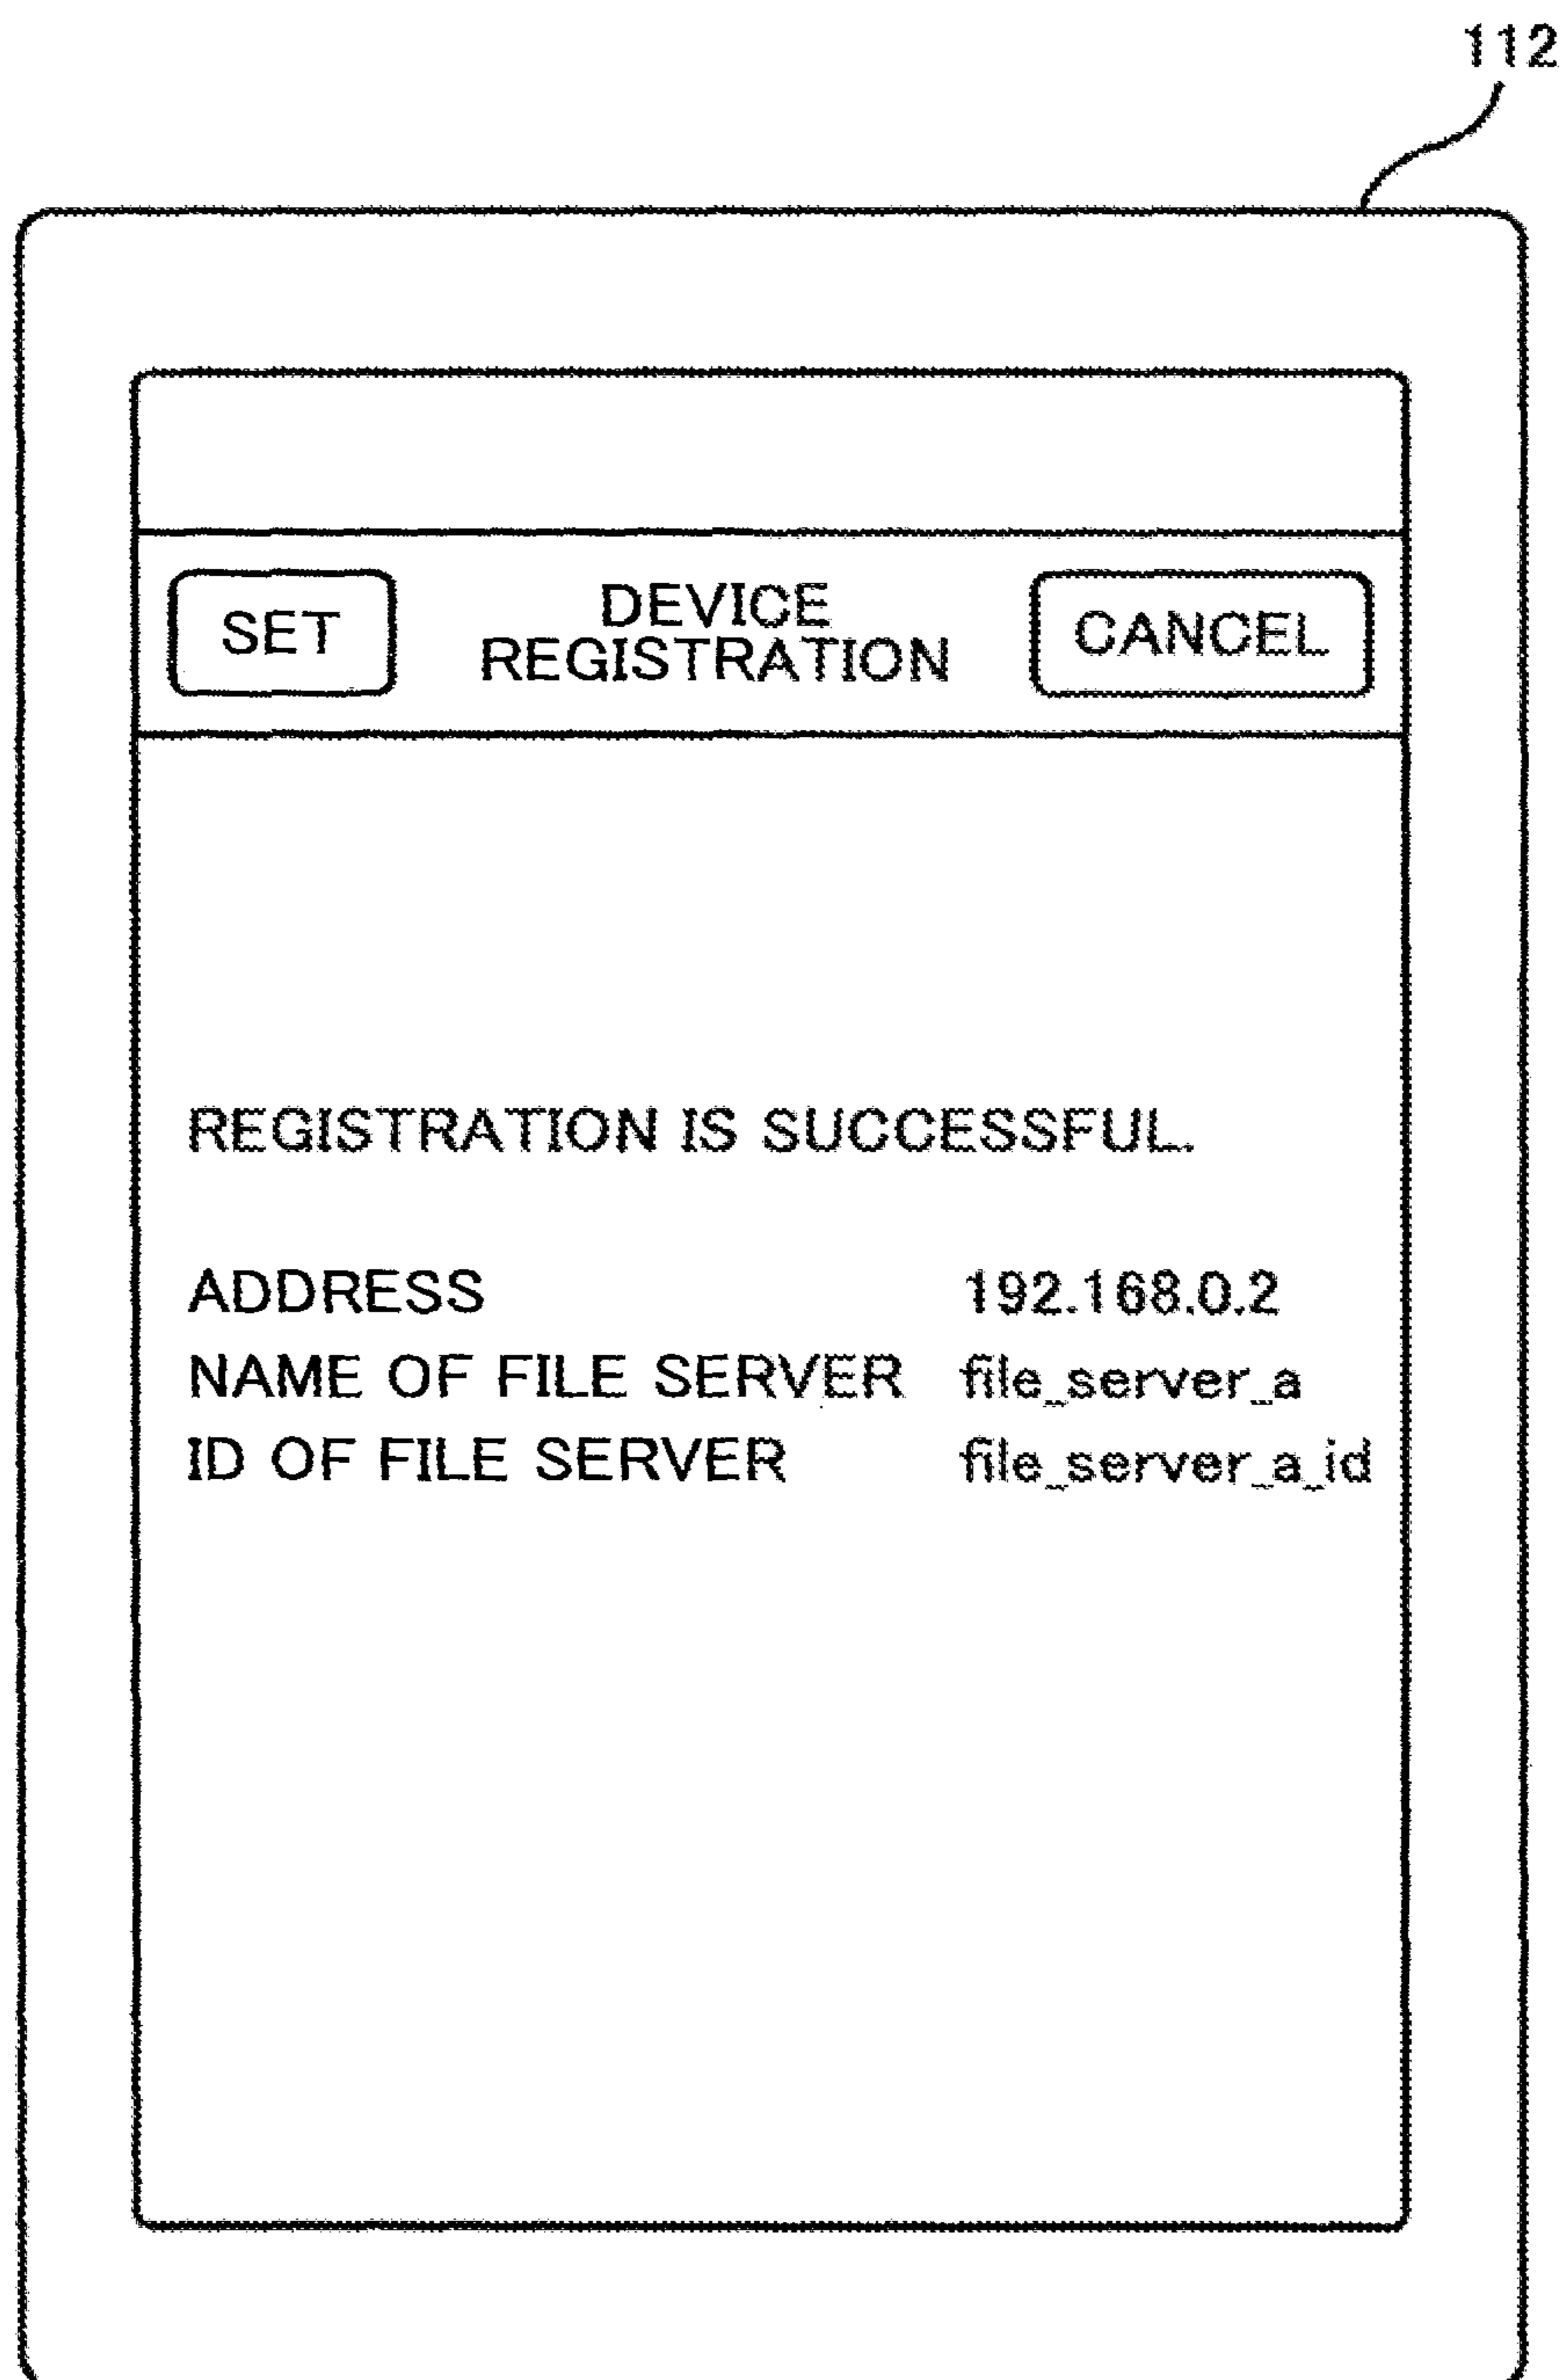 112
SET
DEVICE
REGISTRATION
CANCEL
REGISTRATION IS SUCCESSFUL.
ADDRESS 192.168.0.2
NAME OF FILE SERVER file_server_a
ID OF FILE SERVER file_server_a_id